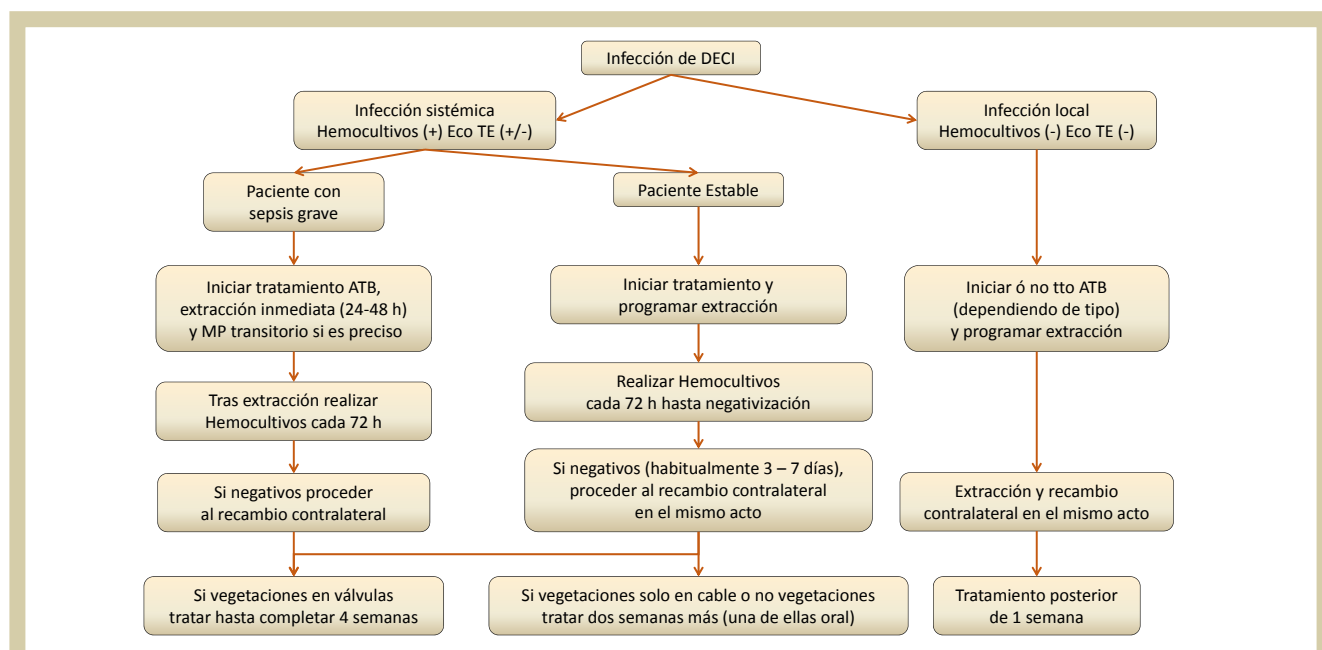 Infección de DECI
Infección sistémica
Hemocultivos (+) Eco TE (+/-)
Infección local
Hemocultivos (-) Eco TE (-)
Paciente con
sepsis grave
Paciente Estable
Iniciar tratamiento ATB,
extracción inmediata (24-48 h)
y MP transitorio si es preciso
Iniciar tratamiento y
programar extracción
Iniciar ó no tto ATB
(dependiendo de tipo)
y programar extracción
Tras extracción realizar
Hemocultivos cada 72 h
Realizar Hemocultivos
cada 72 h hasta negativización
Si negativos proceder
al recambio contralateral
Si negativos (habitualmente 3 – 7 días),
proceder al recambio contralateral
en el mismo acto
Extracción y recambio
contralateral en el mismo acto
Si vegetaciones en válvulas
tratar hasta completar 4 semanas
Si vegetaciones solo en cable o no vegetaciones
tratar dos semanas más (una de ellas oral)
Tratamiento posterior
de 1 semana